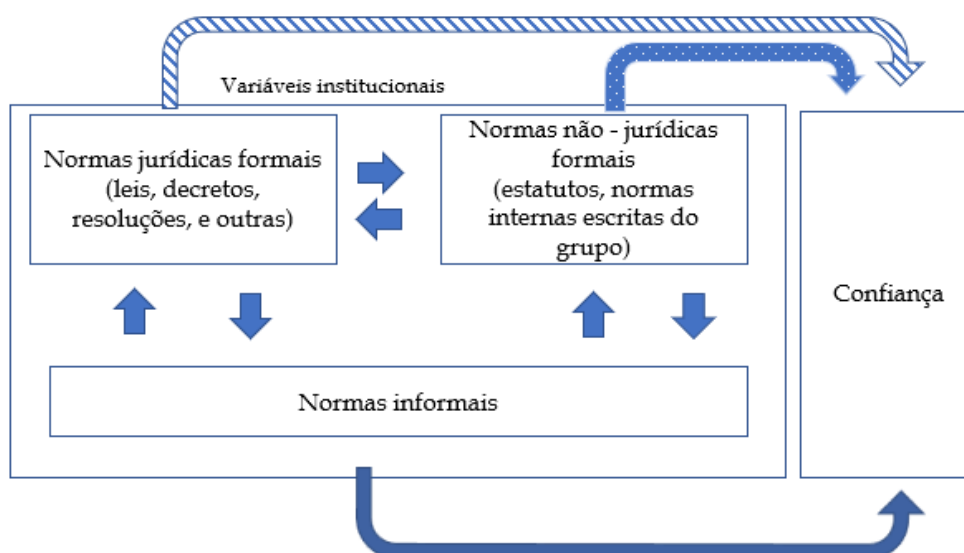 Variáveis institucionais
Normas jurídicas formais
(leis, decretos,
resoluções, e outras)
Normas não - jurídicas
formais
(estatutos, normas
internas escritas do
grupo)
Confiança
Normas informais